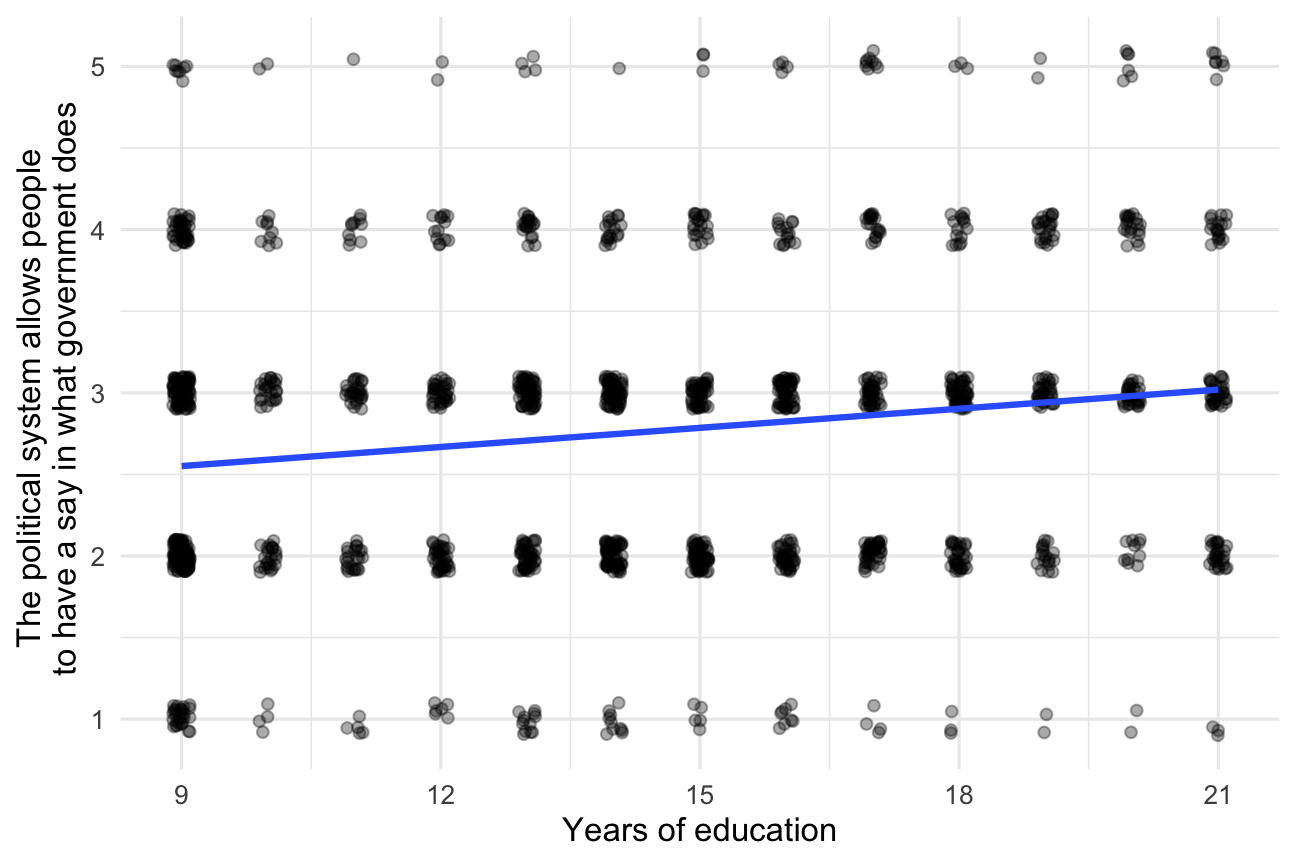 The political system allows people
to have a say in what government does
5
4
3
2
1
9 12 15 18 21
Years of education